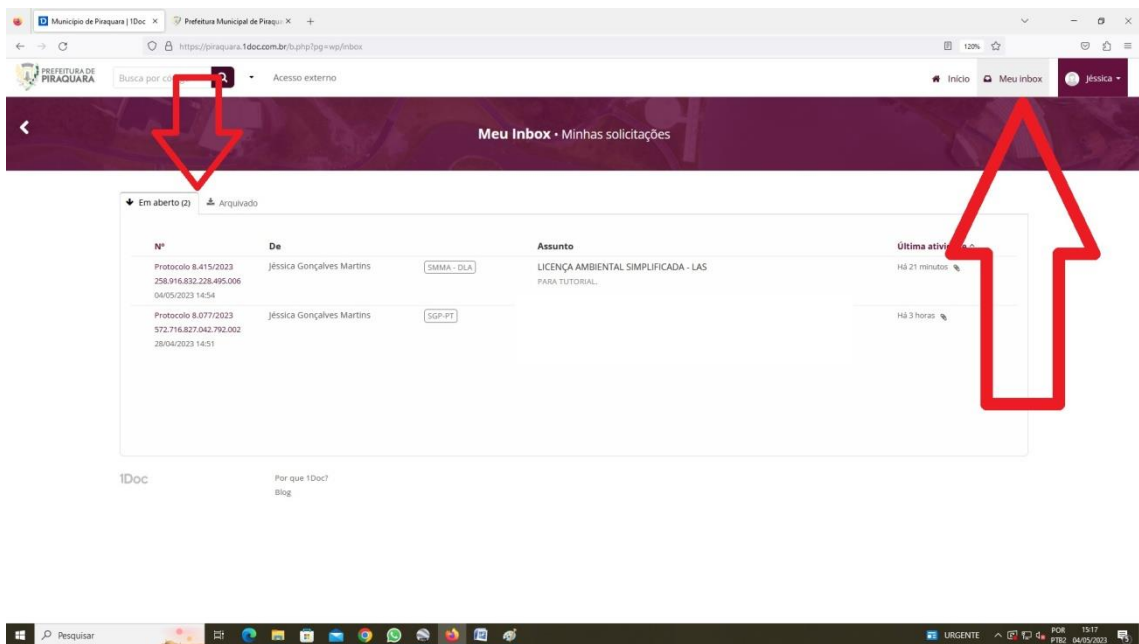 Município de Piraquara | 1Doc
Prefeitura Municipal de Piraqu
https://piraquara.1doc.com.br/b.php?pg=wp/inbox
120%
PREFEITURA DE
PIRAQUARA
Busca por có
Acesso externo
Início
Meu inbox
Jéssica
Meu Inbox · Minhas solicitações
Em aberto (2)
Arquivado
Nº De Assunto Última
Protocolo 8.415/2023 Jéssica Gonçalves Martins SMMA - DLA LICENÇA AMBIENTAL SIMPLIFICADA - LAS Há 21 minutos
258.916.832.228.495.006 PARA TUTORIAL.
04/05/2023 14:54
Protocolo 8.077/2023 Jéssica Gonçalves Martins SGP-PT Há 3 horas
572.716.827.042.792.002
28/04/2023 14:51
1Doc
Por que 1Doc?
Blog
Pesquisar
URGENTE
POR 15:17
PTB2 04/05/2023